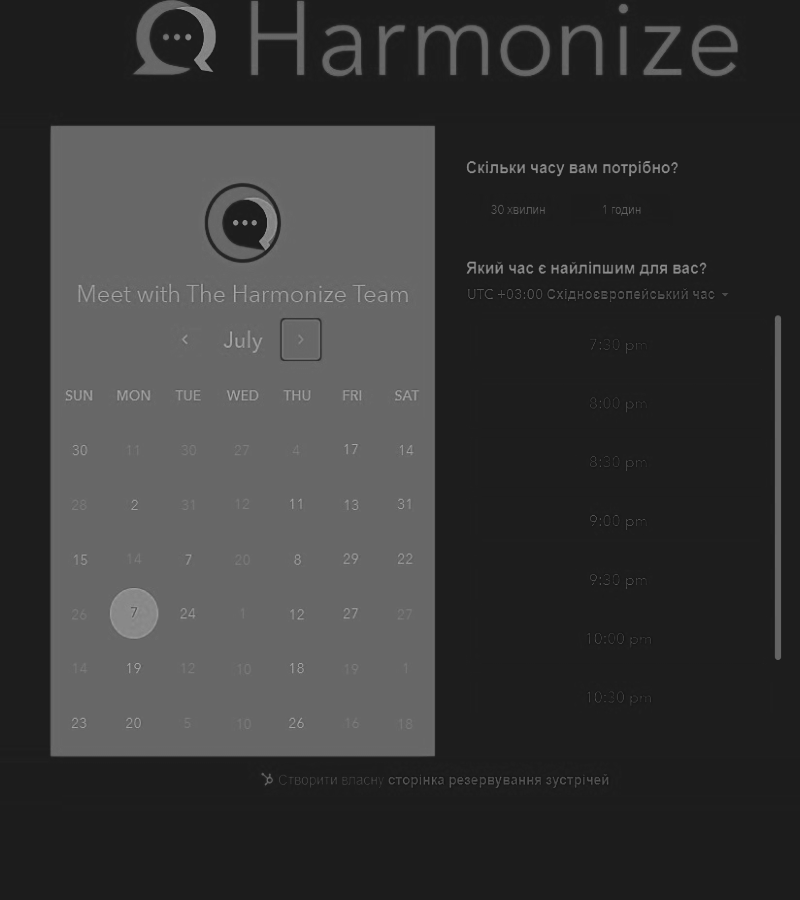 Harmonize
Meet with The Harmonize Team
July
SUN MON TUE WED THU FRI SAT
30 11 30 27 4 17 14
28 2 31 12 11 13 31
15 14 7 20 8 29 22
26 7 24 1 12 27 27
14 19 12 10 18 19 1
23 20 5 10 26 16 18
Скільки часу вам потрібно?
30 хвилин 1 годин
Який час є найліпшим для вас?
UTC +03:00 Східноєвропейський час
7:30 pm
8:00 pm
8:30 pm
9:00 pm
9:30 pm
10:00 pm
10:30 pm
Створити власну сторінка резервування зустрічей